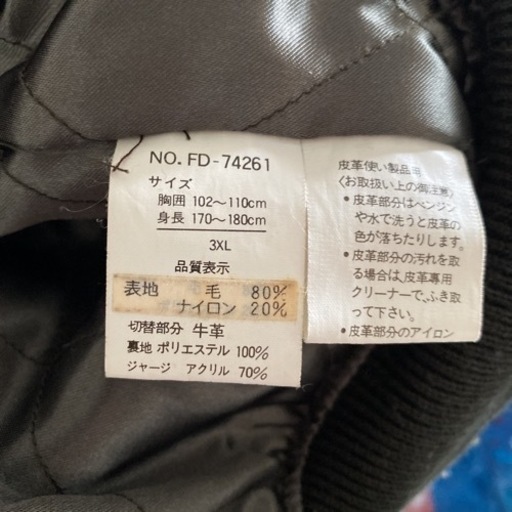 NO. FD-74261
サイズ
胸囲 102〜110cm
身長 170〜180cm
3XL
品質表示
表地 毛 80%
ナイロン 20%
切替部分 牛革
裏地 ポリエステル 100%
ジャージ アクリル 70%
皮革使い製品用
〈お取扱い上の御注意〉
・皮革部分はベンジン
や水で洗うと皮革の
色が落ちたりします。
・皮革部分の汚れを取
る場合は、皮革専用
クリーナーで、ふき取
って下さい。
・皮革部分のアイロン